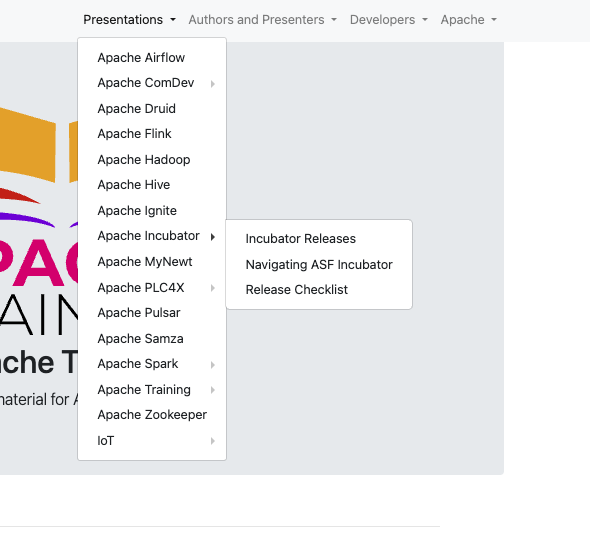 Presentations Authors and Presenters Developers Apache
Apache Airflow
Apache ComDev
Apache Druid
Apache Flink
Apache Hadoop
Apache Hive
Apache Ignite
Apache Incubator
Incubator Releases
Navigating ASF Incubator
Release Checklist
Apache MyNewt
Apache PLC4X
Apache Pulsar
Apache Samza
Apache Spark
Apache Training
Apache Zookeeper
IoT
PAC
AIN
ache T
material for A